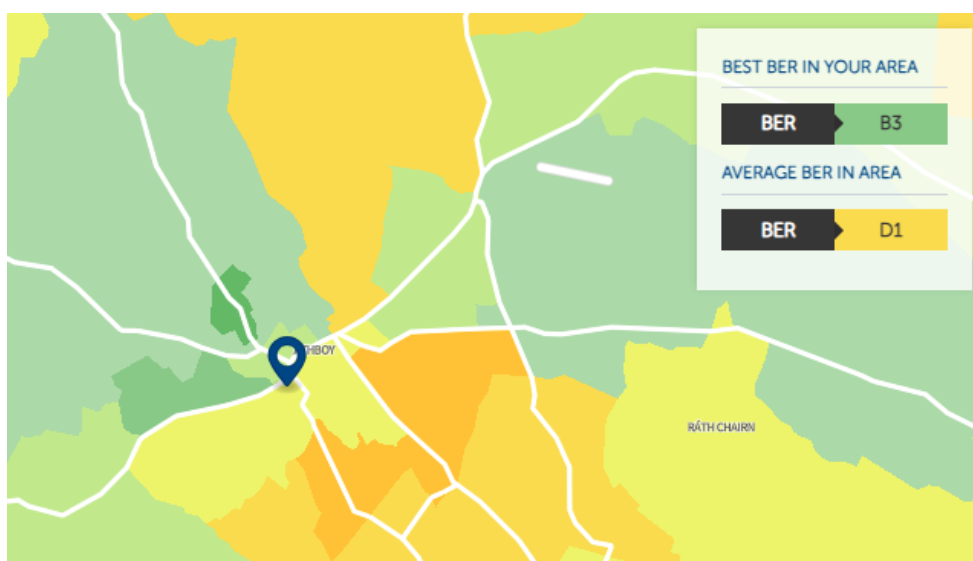 BEST BER IN YOUR AREA
BER B3
AVERAGE BER IN AREA
BER D1
RÁTH CHAIRN